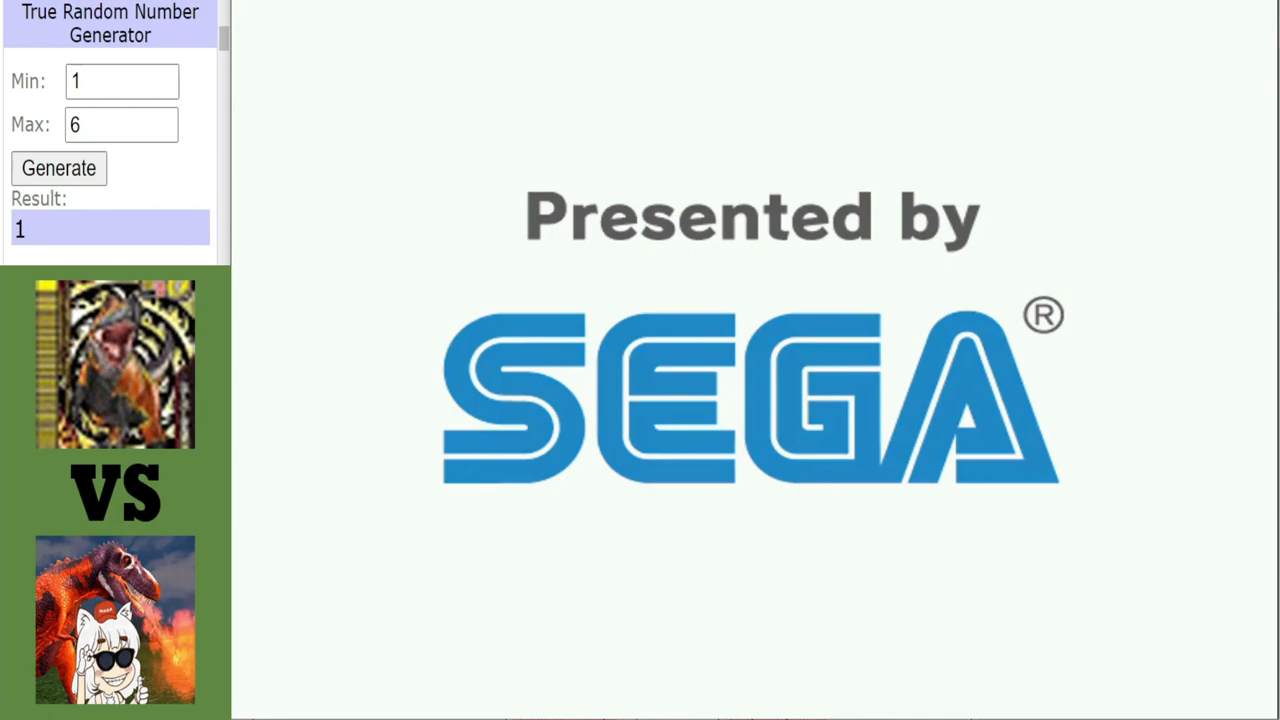 True Random Number
Generator
Min: 1
Max: 6
Generate
Result:
1
VS
Presented by
SEGA®